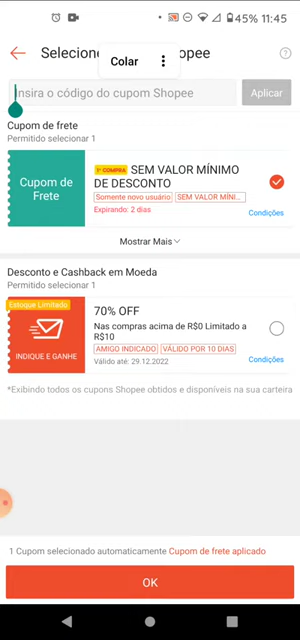 45% 11:45
Selecione
opee
Colar
Insira o código do cupom Shopee
Aplicar
Cupom de frete
Permitido selecionar 1
Cupom de
Frete
1ª COMPRA SEM VALOR MÍNIMO
DE DESCONTO
Somente novo usuário SEM VALOR MÍNI...
Expirando: 2 dias
Condições
Mostrar Mais
Desconto e Cashback em Moeda
Permitido selecionar 1
Estoque Limitado
INDIQUE E GANHE
70% OFF
Nas compras acima de R$0 Limitado a
R$10
AMIGO INDICADO VÁLIDO POR 10 DIAS
Válido até: 29.12.2022
Condições
*Exibindo todos os cupons Shopee obtidos e disponíveis na sua carteira
1 Cupom selecionado automaticamente Cupom de frete aplicado
OK